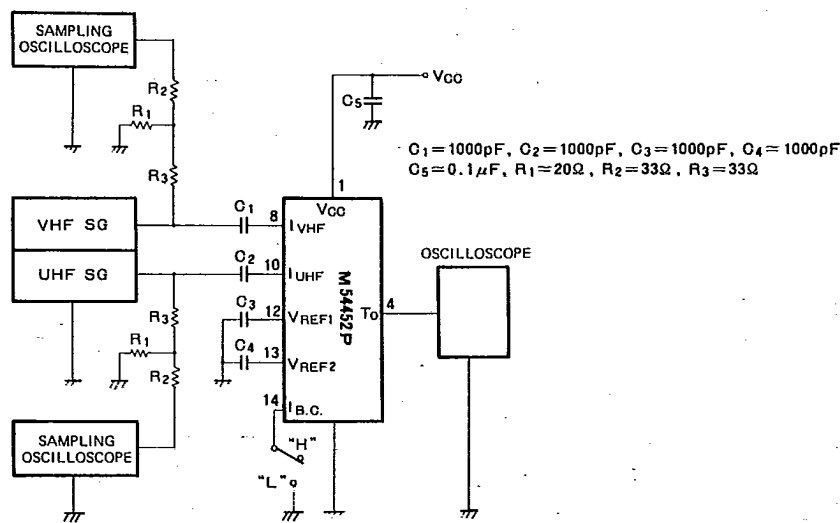 SAMPLING
OSCILLOSCOPE
R2
R1
R3
C5
VCC
C1=1000pF, C2=1000pF, C3=1000pF, C4=1000pF
C5=0.1μF, R1=20Ω, R2=33Ω, R3=33Ω
1
VCC
VHF SG
C1
8
IVHF
UHF SG
C2
10
IUHF
OSCILLOSCOPE
M54452P
TO
4
R3
C3
12
VREF1
R1
C4
13
VREF2
R2
14
IB.C.
"H"
"L"
SAMPLING
OSCILLOSCOPE